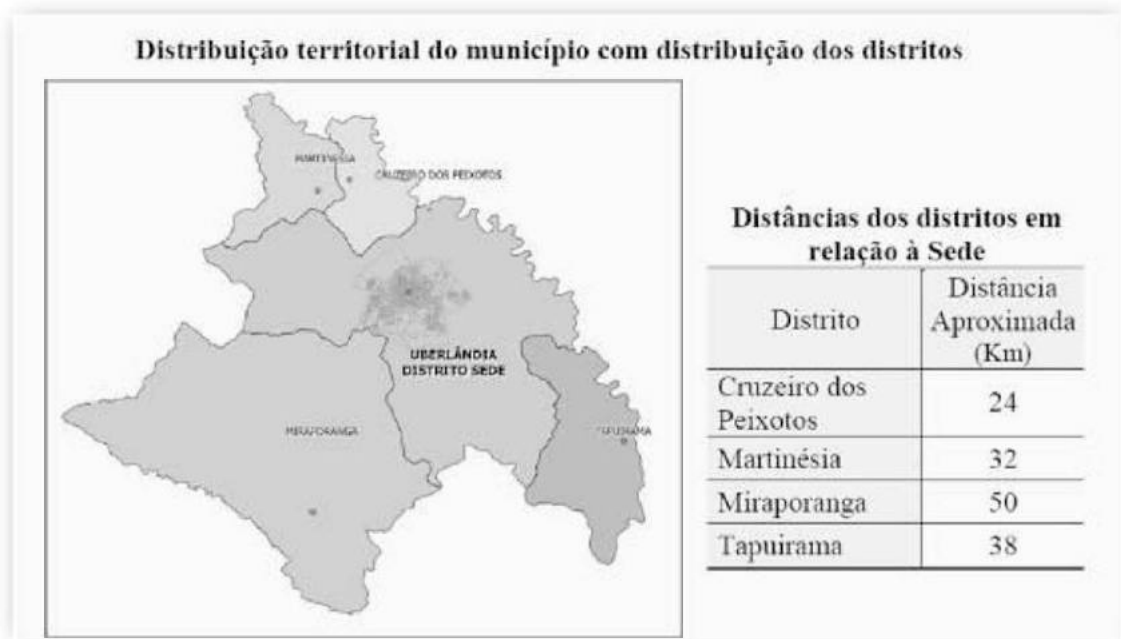 Distribuição territorial do município com distribuição dos distritos
MARTINÉSIA
CRUZEIRO DOS PEIXOTOS
UBERLÂNDIA
DISTRITO SEDE
MIRAPORANGA
TAPUIRAMA
Distâncias dos distritos em
relação à Sede
Distrito
Distância
Aproximada
(Km)
Cruzeiro dos
Peixotos
24
Martinésia 32
Miraporanga 50
Tapuirama 38